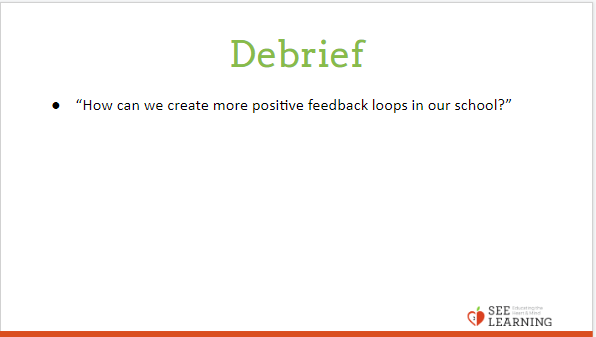 Debrief
● “How can we create more positive feedback loops in our school?”
SEE
LEARNING